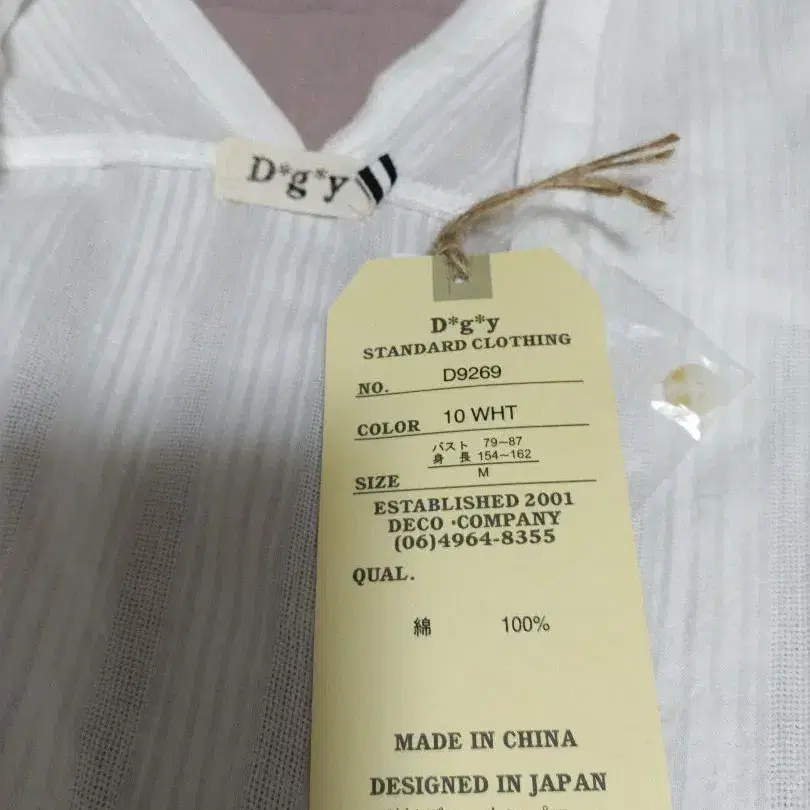 D*g*y
D*g*y
STANDARD CLOTHING
NO. D9269
COLOR 10 WHT
バスト 79~87
身 長 154~162
SIZE M
ESTABLISHED 2001
DECO・COMPANY
(06)4964-8355
QUAL.
綿 100%
MADE IN CHINA
DESIGNED IN JAPAN